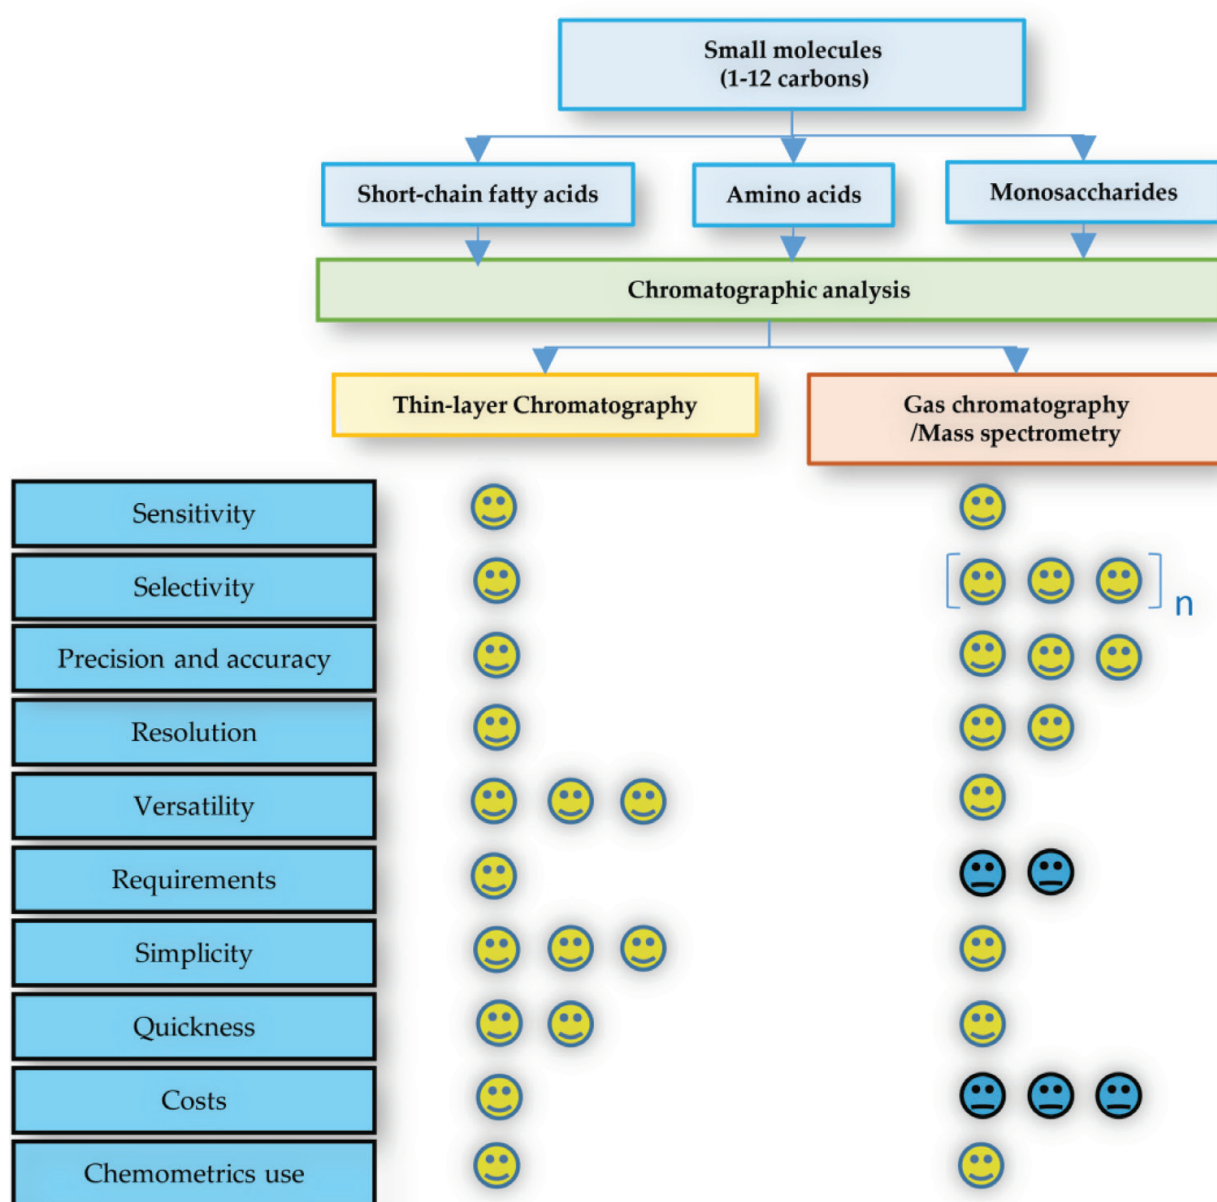 Small molecules
(1-12 carbons)
Short-chain fatty acids
Amino acids
Monosaccharides
Chromatographic analysis
Thin-layer Chromatography
Gas chromatography
/Mass spectrometry
Sensitivity
Selectivity
n
Precision and accuracy
Resolution
Versatility
Requirements
Simplicity
Quickness
Costs
Chemometrics use